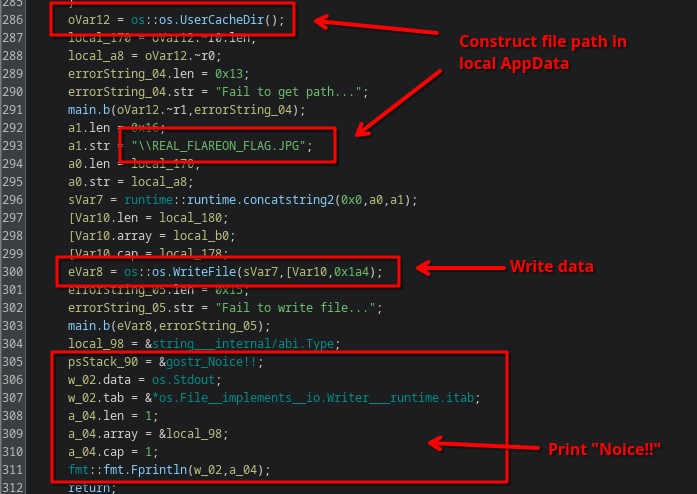 285 }
286 oVar12 = os::os.UserCacheDir();
287 local_170 = oVar12.~r0.len;
288 local_a8 = oVar12.~r0;
289 errorString_04.len = 0x13;
290 errorString_04.str = "Fail to get path...";
291 main.b(oVar12.~r1,errorString_04);
292 a1.len = 0x16;
293 a1.str = "\\REAL_FLAREON_FLAG.JPG";
294 a0.len = local_170;
295 a0.str = local_a8;
296 sVar7 = runtime::runtime.concatstring2(0x0,a0,a1);
297 [Var10.len = local_180;
298 [Var10.array = local_b0;
299 [Var10.cap = local_178;
300 eVar8 = os::os.WriteFile(sVar7,[Var10,0x1a4);
301 errorString_05.len = 0x15;
302 errorString_05.str = "Fail to write file...";
303 main.b(eVar8,errorString_05);
304 local_98 = &string___internal/abi.Type;
305 psStack_90 = &gostr_Noice!!;
306 w_02.data = os.Stdout;
307 w_02.tab = &*os.File__implements__io.Writer___runtime.itab;
308 a_04.len = 1;
309 a_04.array = &local_98;
310 a_04.cap = 1;
311 fmt::fmt.Fprintln(w_02,a_04);
312 return;
Construct file path in
local AppData
Write data
Print "Noice!!"